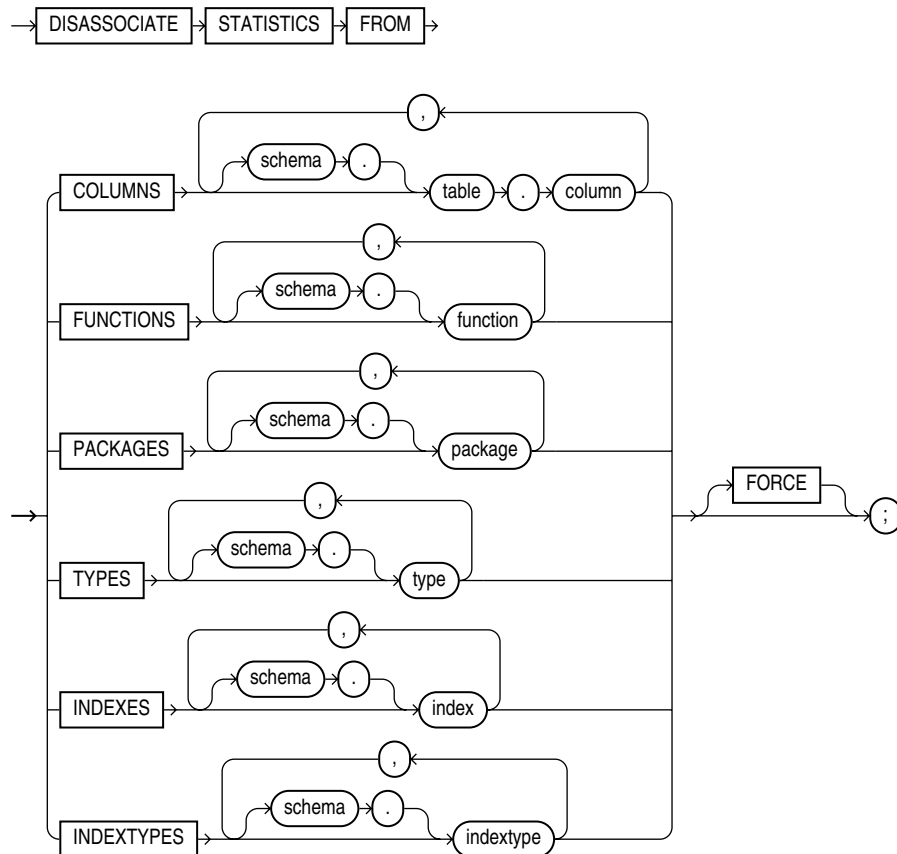 DISASSOCIATE STATISTICS FROM
,
schema .
COLUMNS table . column
,
schema .
FUNCTIONS function
,
schema .
PACKAGES package
FORCE
,
;
schema .
TYPES type
,
schema .
INDEXES index
,
schema .
INDEXTYPES indextype